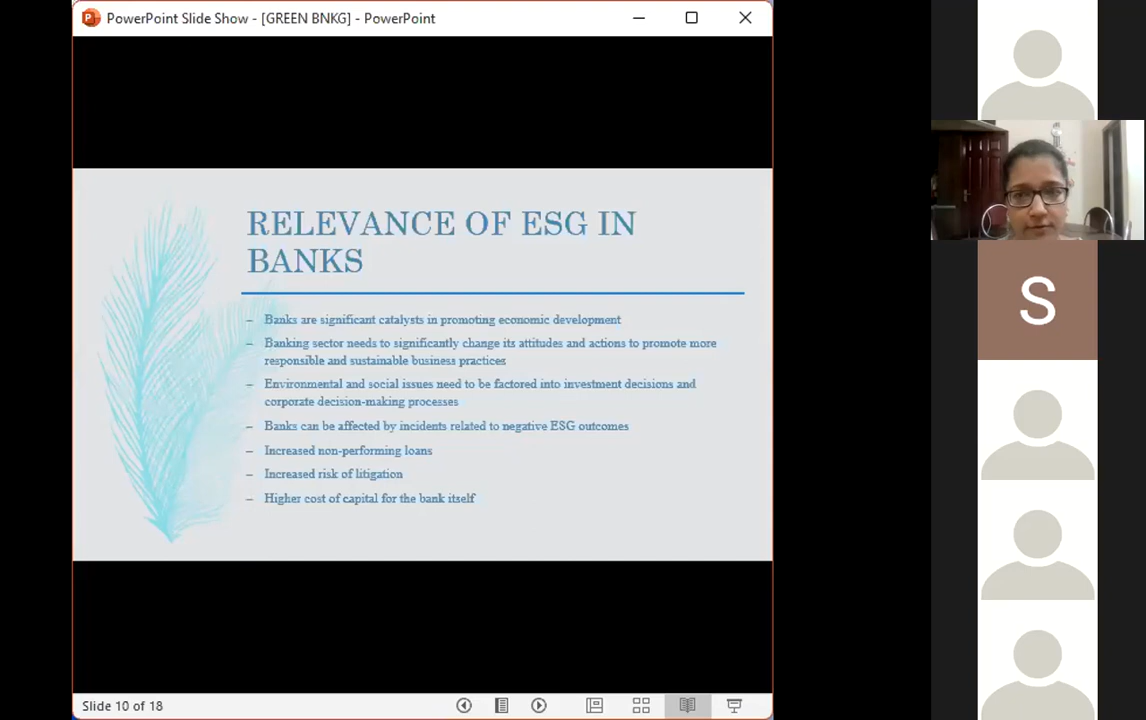 PowerPoint Slide Show - [GREEN BNKG] - PowerPoint
RELEVANCE OF ESG IN
BANKS
– Banks are significant catalysts in promoting economic development
– Banking sector needs to significantly change its attitudes and actions to promote more
responsible and sustainable business practices
– Environmental and social issues need to be factored into investment decisions and
corporate decision-making processes
– Banks can be affected by incidents related to negative ESG outcomes
– Increased non-performing loans
– Increased risk of litigation
– Higher cost of capital for the bank itself
Slide 10 of 18
S